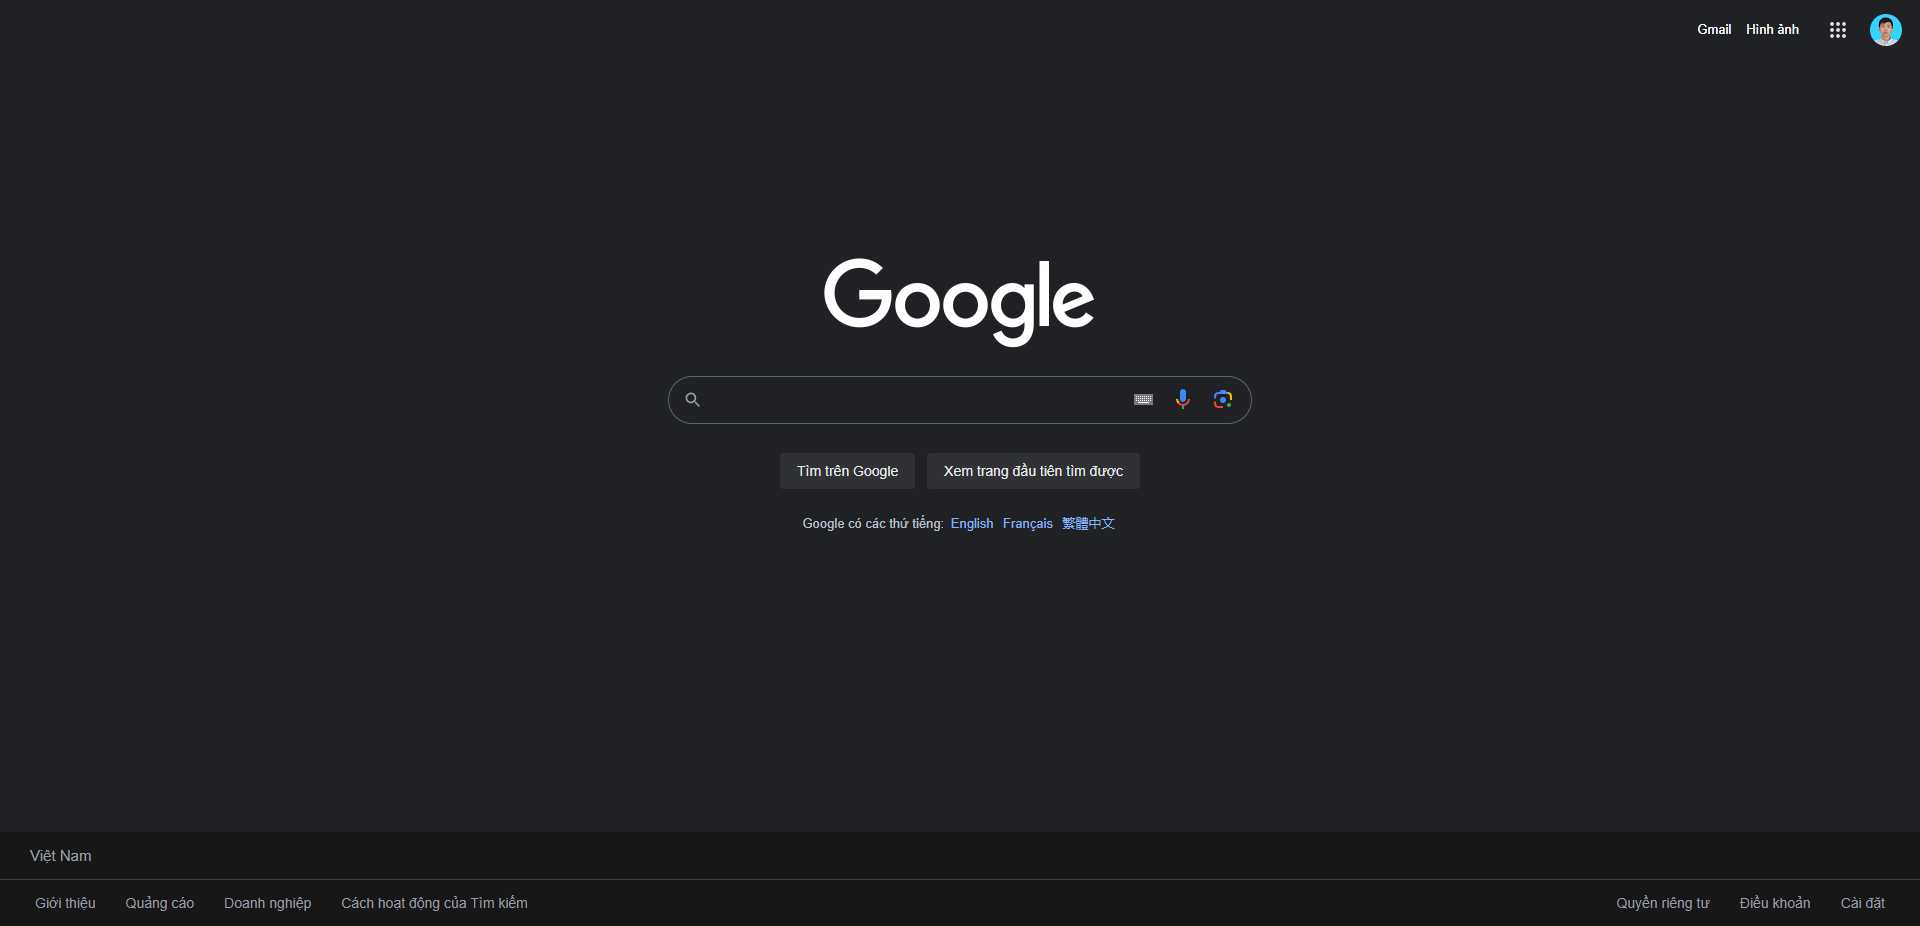 Gmail Hình ảnh
Google
Tìm trên Google Xem trang đầu tiên tìm được
Google có các thứ tiếng: English Français 繁體中文
Việt Nam
Giới thiệu Quảng cáo Doanh nghiệp Cách hoạt động của Tìm kiếm Quyền riêng tư Điều khoản Cài đặt